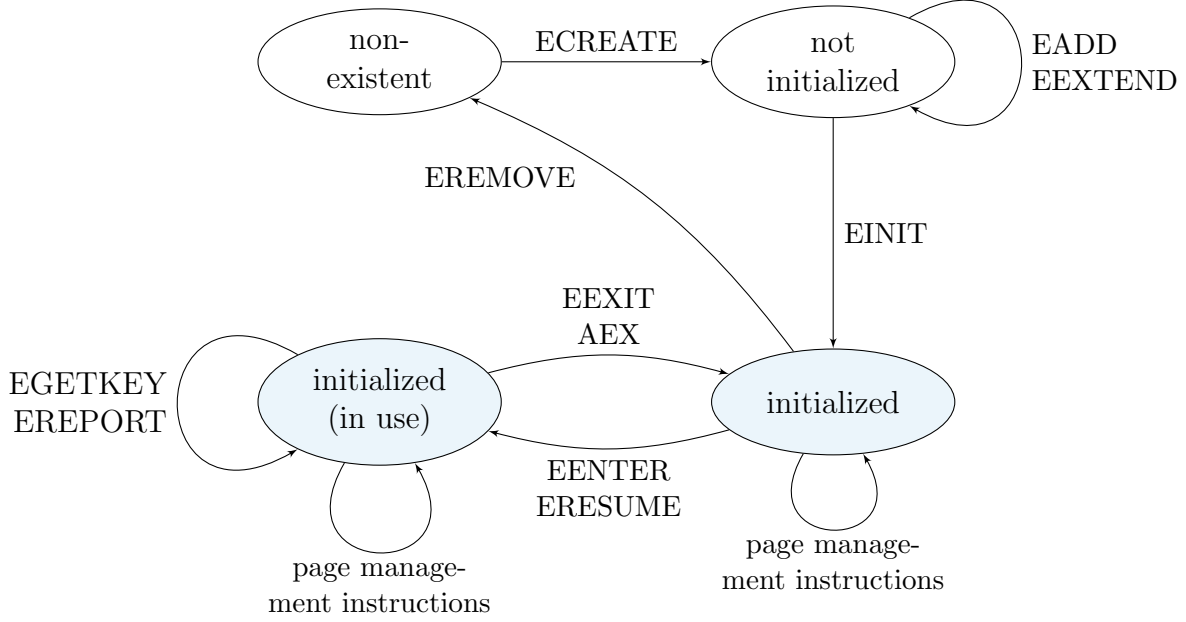 non-
existent
ECREATE
not
initialized
EADD
EEXTEND
EREMOVE
EINIT
EEXIT
AEX
EGETKEY
EREPORT
initialized
(in use)
initialized
EENTER
ERESUME
page manage-
ment instructions
page manage-
ment instructions